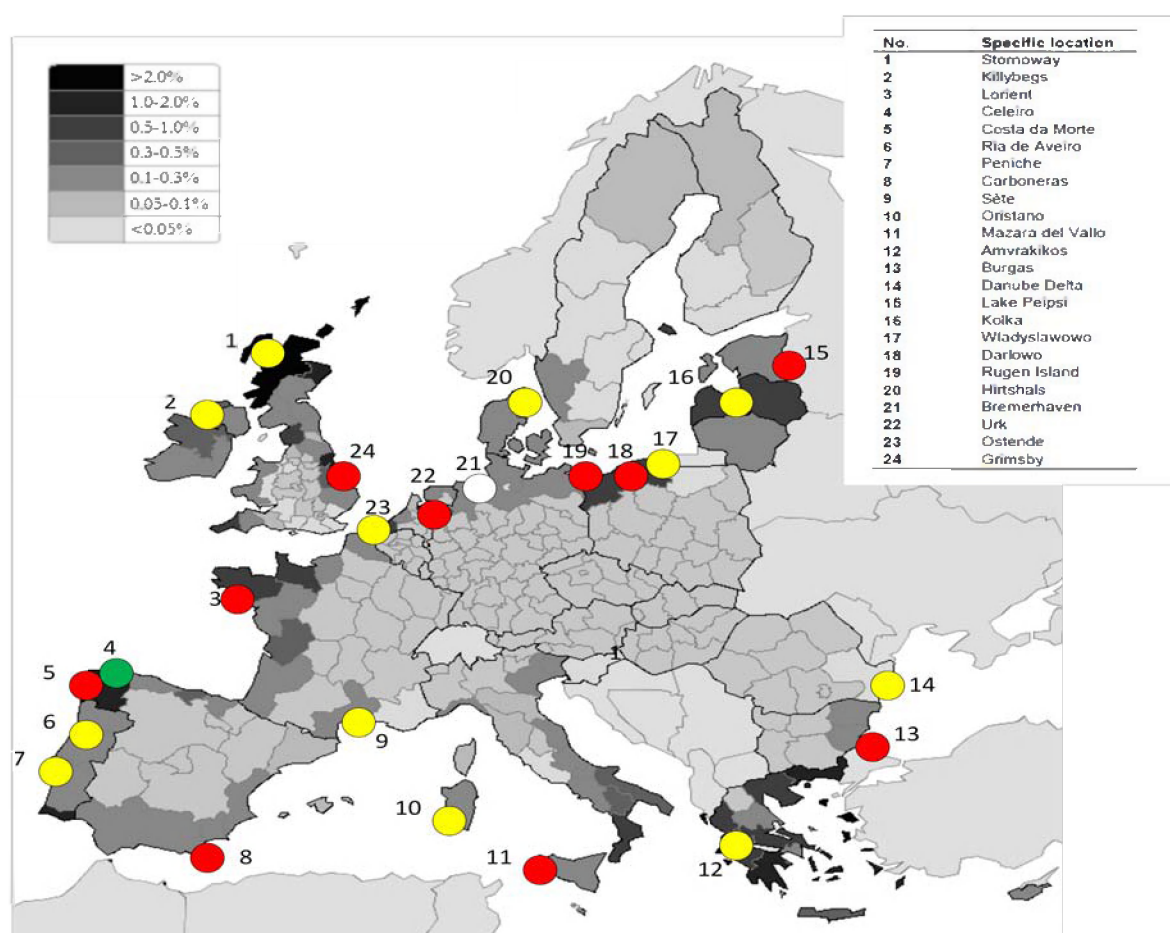 >2.0%
1.0-2.0%
0.5-1.0%
0.3-0.5%
0.1-0.3%
0.05-0.1%
<0.05%
No. Specific location
1 Stornoway
2 Killybegs
3 Lorient
4 Celeiro
5 Costa da Morte
6 Ria de Aveiro
7 Peniche
8 Carboneras
9 Sète
10 Oristano
11 Mazara del Vallo
12 Amvrakikos
13 Burgas
14 Danube Delta
15 Lake Peipsi
16 Kolka
17 Wladyslawowo
18 Darlowo
19 Rugen Island
20 Hirtshals
21 Bremerhaven
22 Urk
23 Ostende
24 Grimsby
1
15
20
16
2
24
22
21
19
18
17
23
3
4
5
1
14
6
13
9
7
10
12
11
8